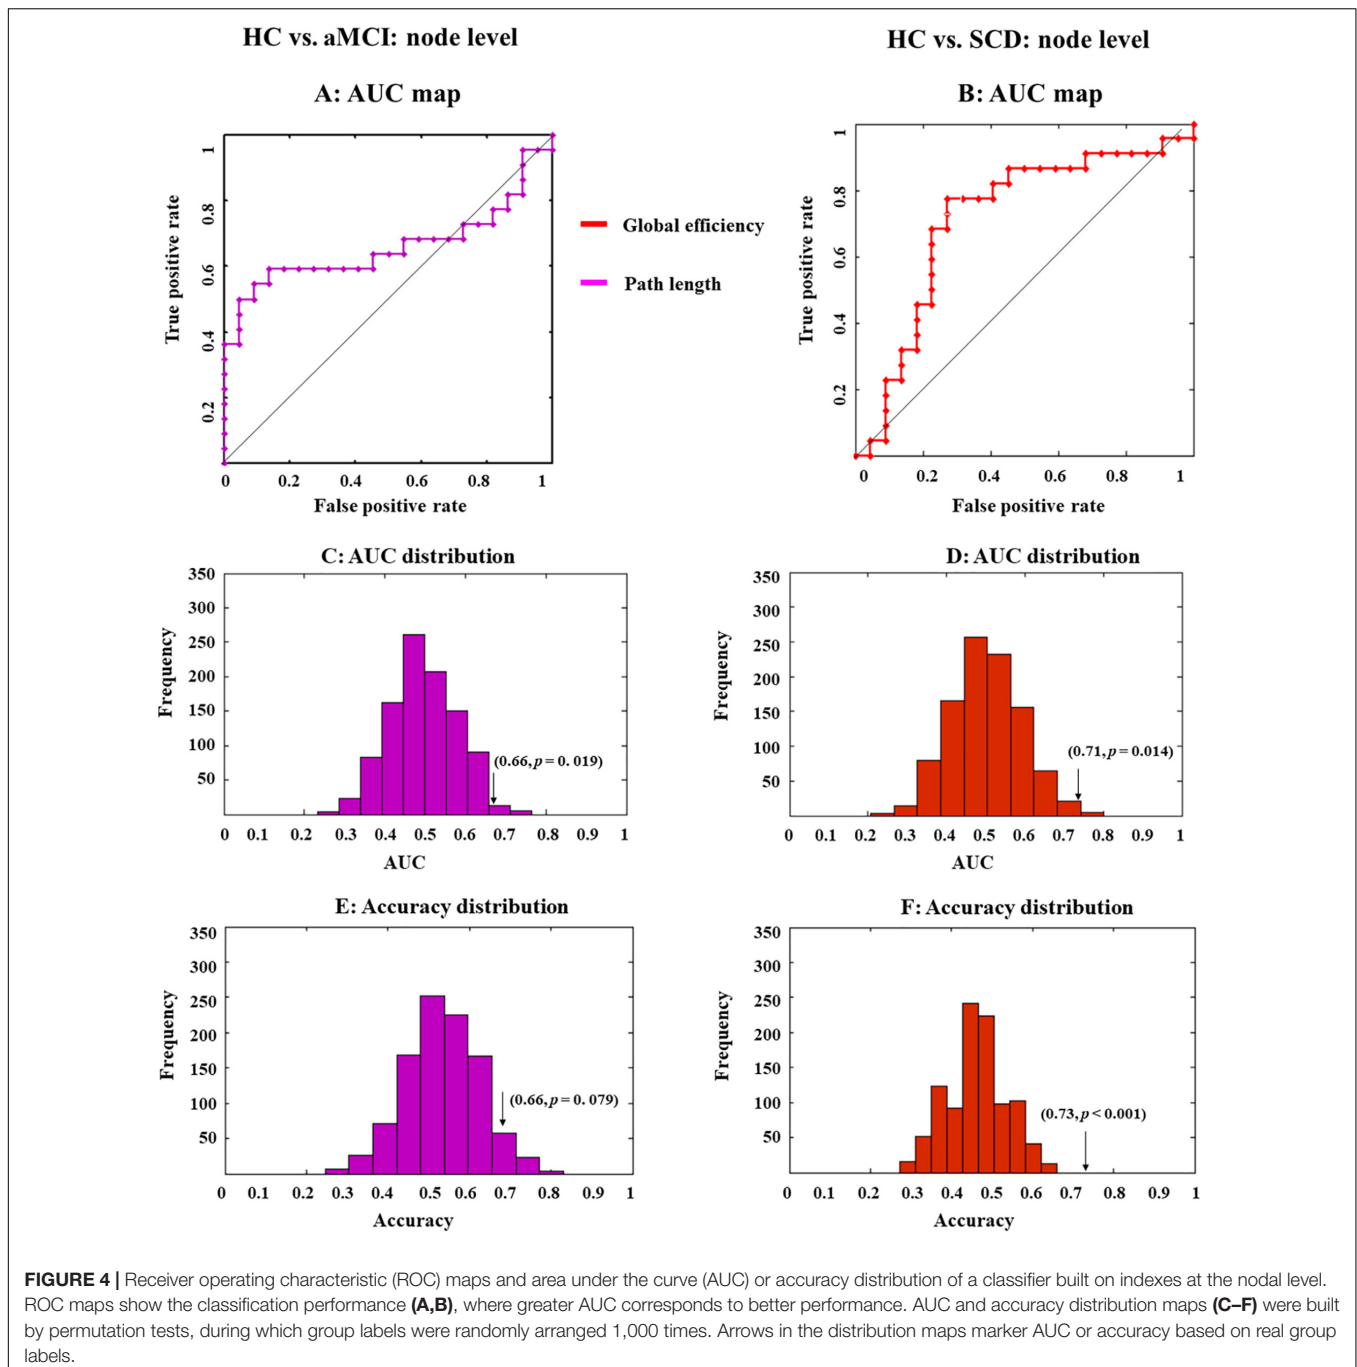 HC vs. aMCI: node level
HC vs. SCD: node level
A: AUC map
B: AUC map
True positive rate
1
0.8
0.6
0.4
0.2
0 0.2 0.4 0.6 0.8 1
False positive rate
Global efficiency
Path length
True positive rate
1
0.8
0.6
0.4
0.2
0 0.2 0.4 0.6 0.8 1
False positive rate
C: AUC distribution
Frequency
350
300
250
200
150
100
50
(0.66, p = 0. 019)
0 0.1 0.2 0.3 0.4 0.5 0.6 0.7 0.8 0.9 1
AUC
D: AUC distribution
Frequency
350
300
250
200
150
100
50
(0.71, p = 0.014)
0 0.1 0.2 0.3 0.4 0.5 0.6 0.7 0.8 0.9 1
AUC
E: Accuracy distribution
Frequency
350
300
250
200
150
100
50
(0.66, p = 0. 079)
0 0.1 0.2 0.3 0.4 0.5 0.6 0.7 0.8 0.9 1
Accuracy
F: Accuracy distribution
Frequency
350
300
250
200
150
100
50
(0.73, p < 0.001)
0 0.1 0.2 0.3 0.4 0.5 0.6 0.7 0.8 0.9 1
Accuracy
FIGURE 4 | Receiver operating characteristic (ROC) maps and area under the curve (AUC) or accuracy distribution of a classifier built on indexes at the nodal level.
ROC maps show the classification performance (A,B), where greater AUC corresponds to better performance. AUC and accuracy distribution maps (C–F) were built
by permutation tests, during which group labels were randomly arranged 1,000 times. Arrows in the distribution maps marker AUC or accuracy based on real group
labels.